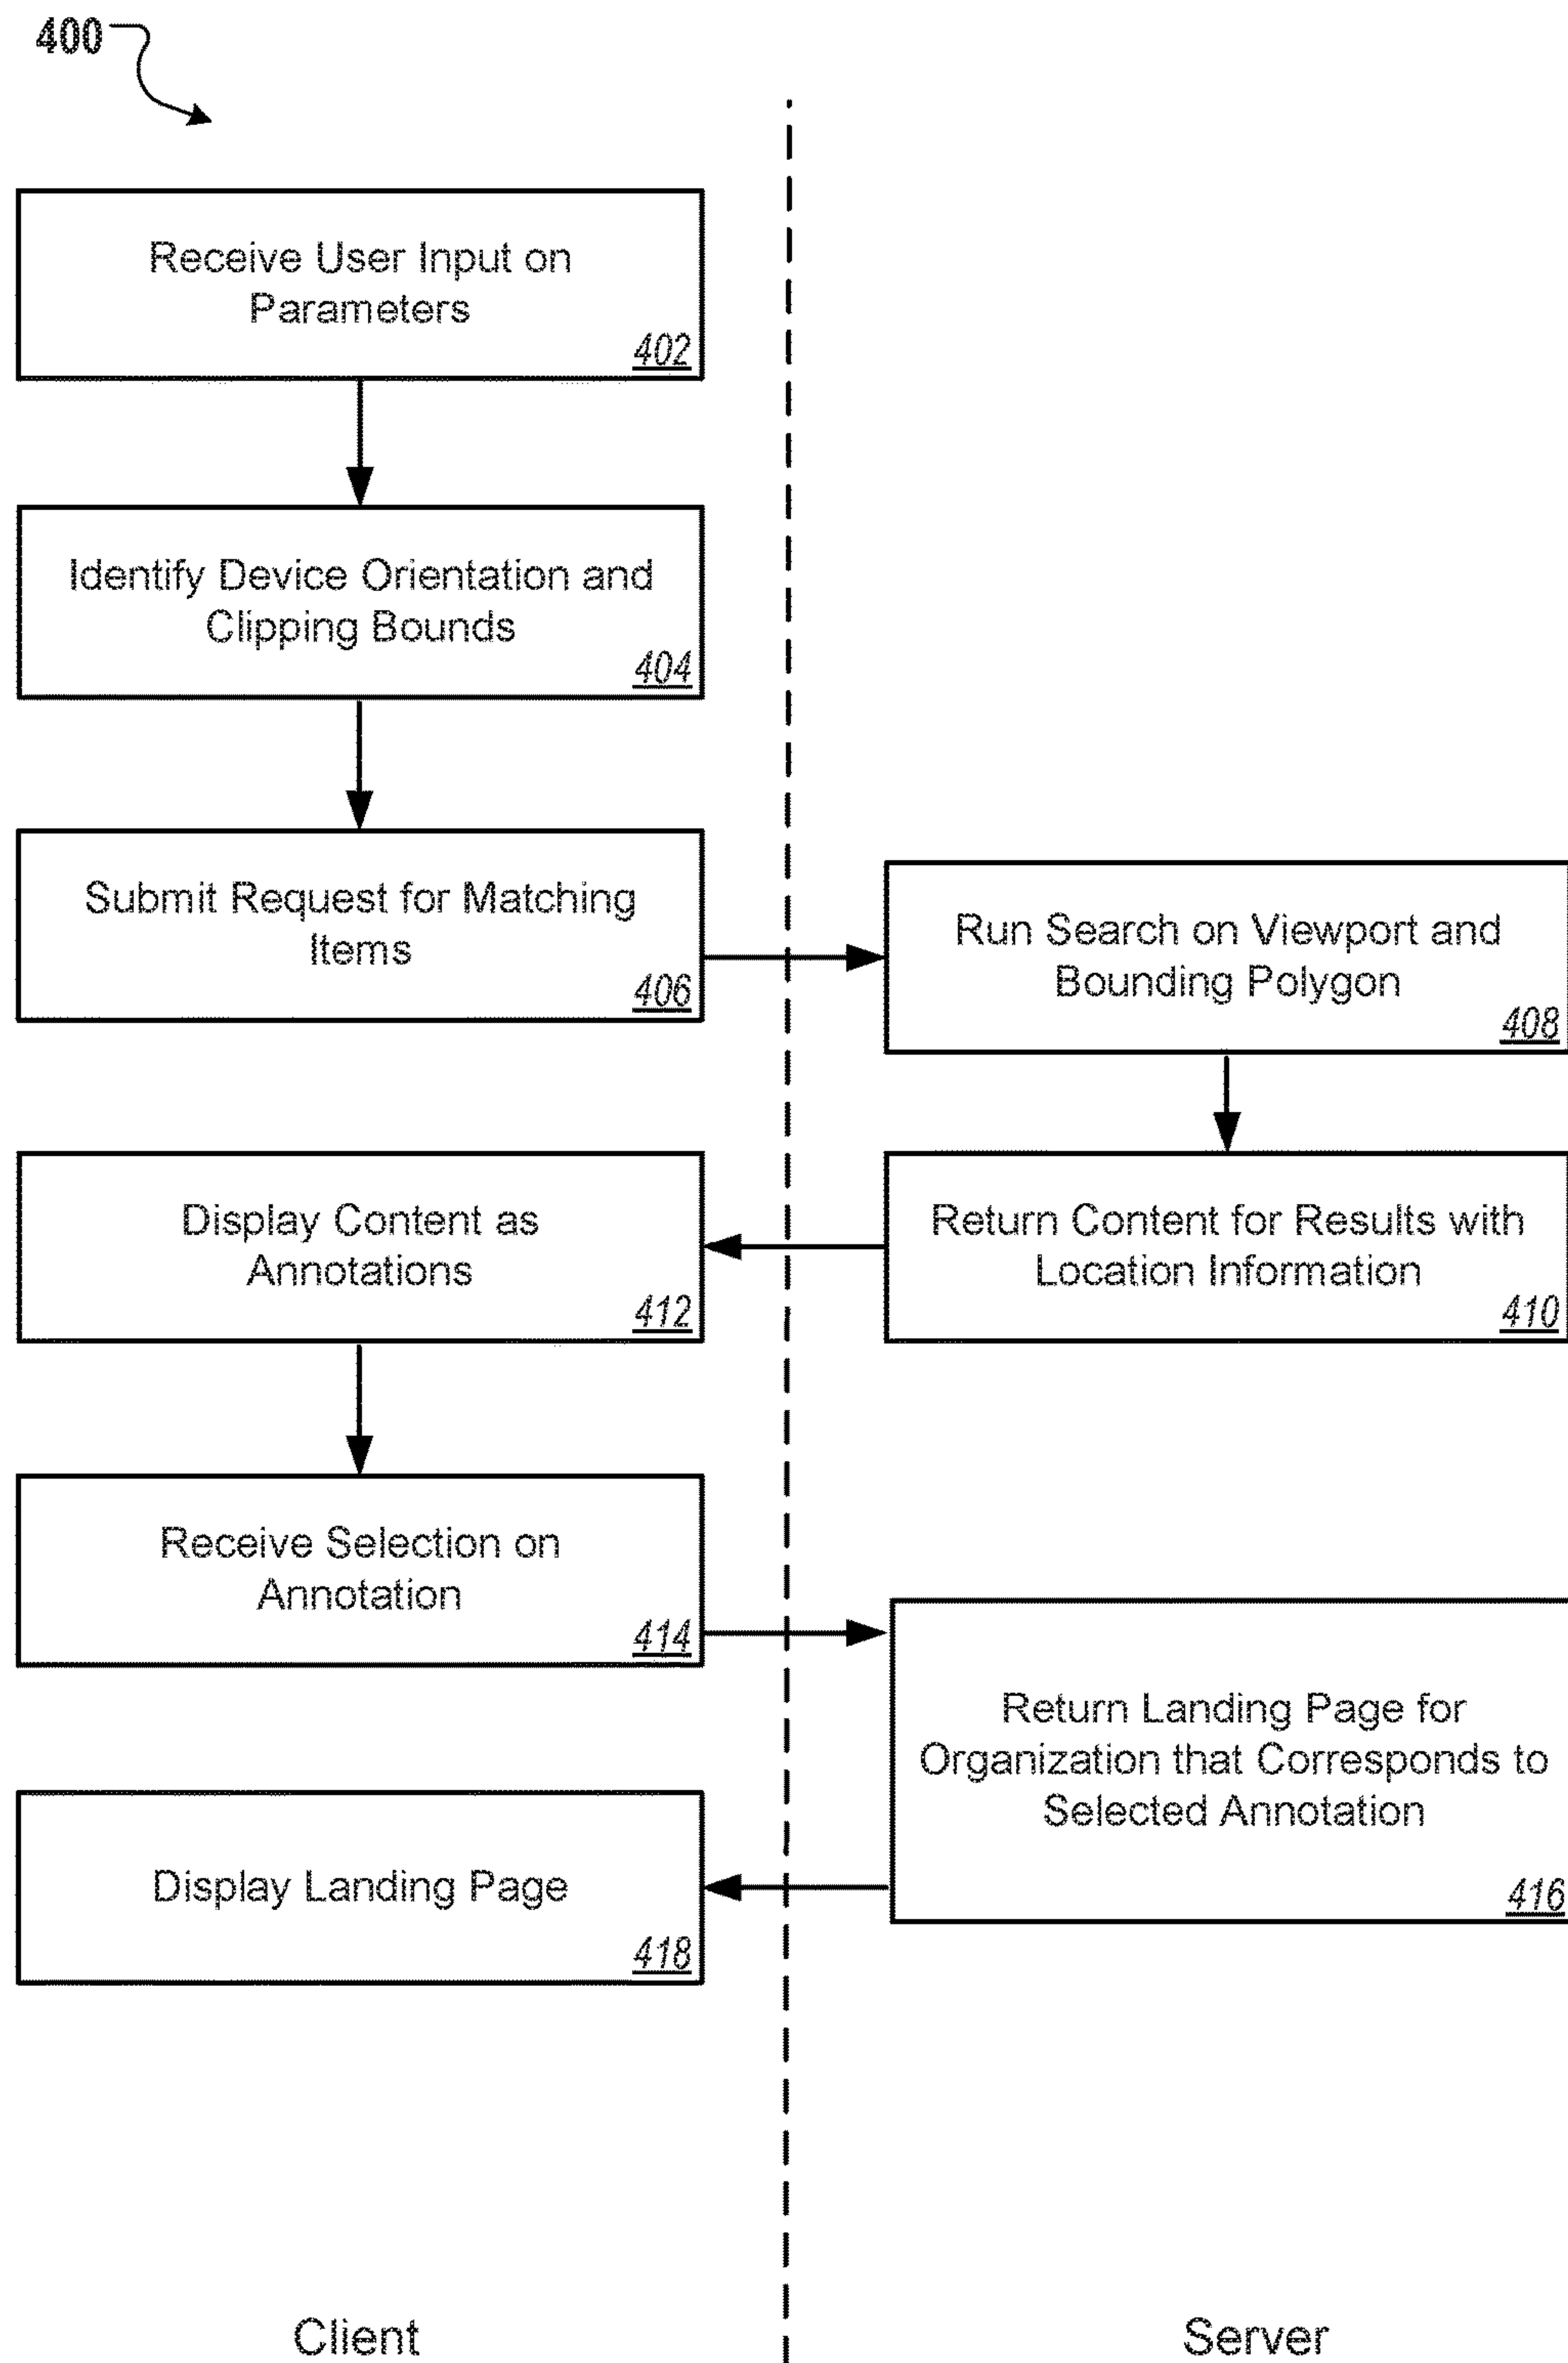 400
Receive User Input on
Parameters
402
Identify Device Orientation and
Clipping Bounds
404
Submit Request for Matching
Items
406
Run Search on Viewport and
Bounding Polygon
408
Return Content for Results with
Location Information
410
Display Content as
Annotations
412
Receive Selection on
Annotation
414
Return Landing Page for
Organization that Corresponds to
Selected Annotation
416
Display Landing Page
418
Client
Server